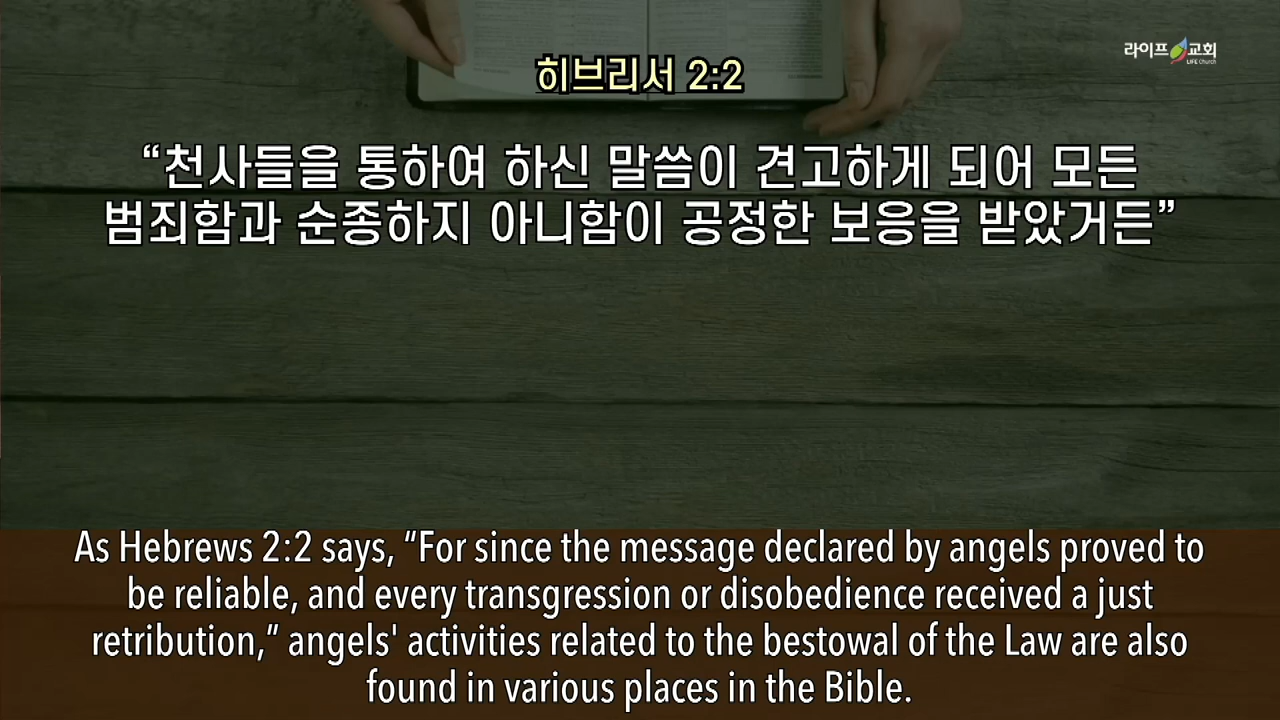 라이프교회
LIFE Church
히브리서 2:2
“천사들을 통하여 하신 말씀이 견고하게 되어 모든
범죄함과 순종하지 아니함이 공정한 보응을 받았거든”
As Hebrews 2:2 says, “For since the message declared by angels proved to
be reliable, and every transgression or disobedience received a just
retribution,” angels' activities related to the bestowal of the Law are also
found in various places in the Bible.